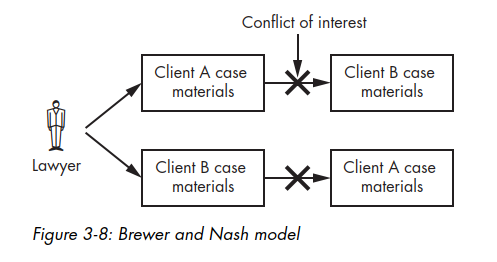 Conflict of interest
Client A case
materials
Client B case
materials
Lawyer
Client B case
materials
Client A case
materials
Figure 3-8: Brewer and Nash model